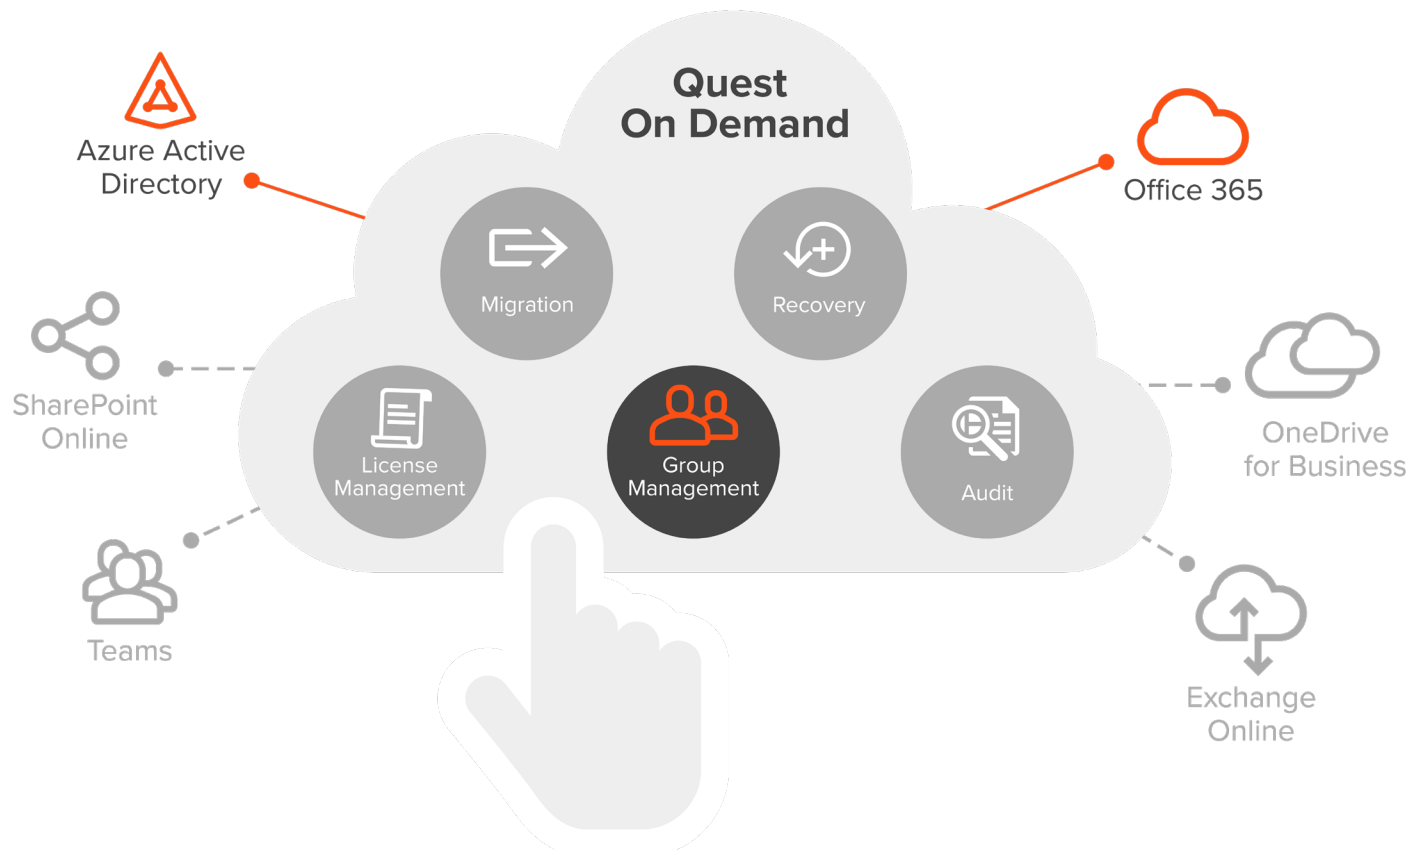 Quest
On Demand
Azure Active
Directory
Office 365
Migration
Recovery
SharePoint
Online
License
Management
Group
Management
Audit
OneDrive
for Business
Teams
Exchange
Online